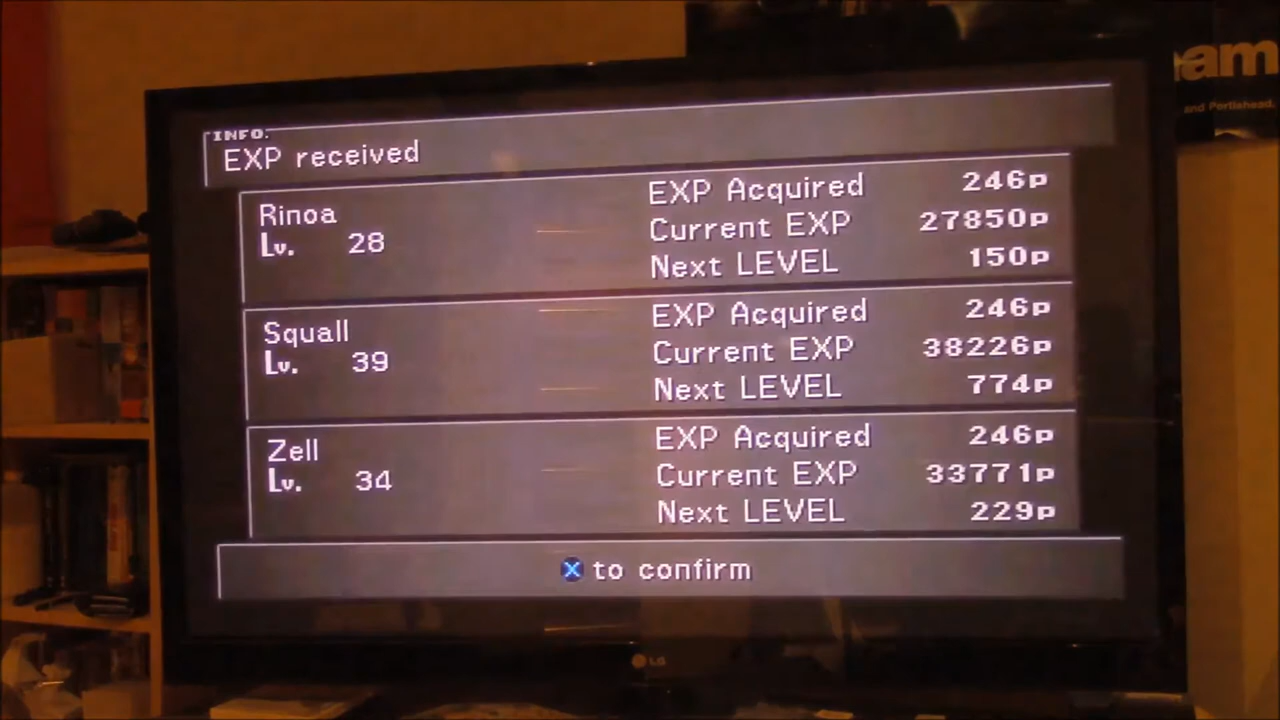 am
and Portishead,
INFO.
EXP received
Rinoa
Lv. 28
EXP Acquired 246p
Current EXP 27850p
Next LEVEL 150p
Squall
Lv. 39
EXP Acquired 246p
Current EXP 38226p
Next LEVEL 774p
Zell
Lv. 34
EXP Acquired 246p
Current EXP 33771p
Next LEVEL 229p
X to confirm
LG